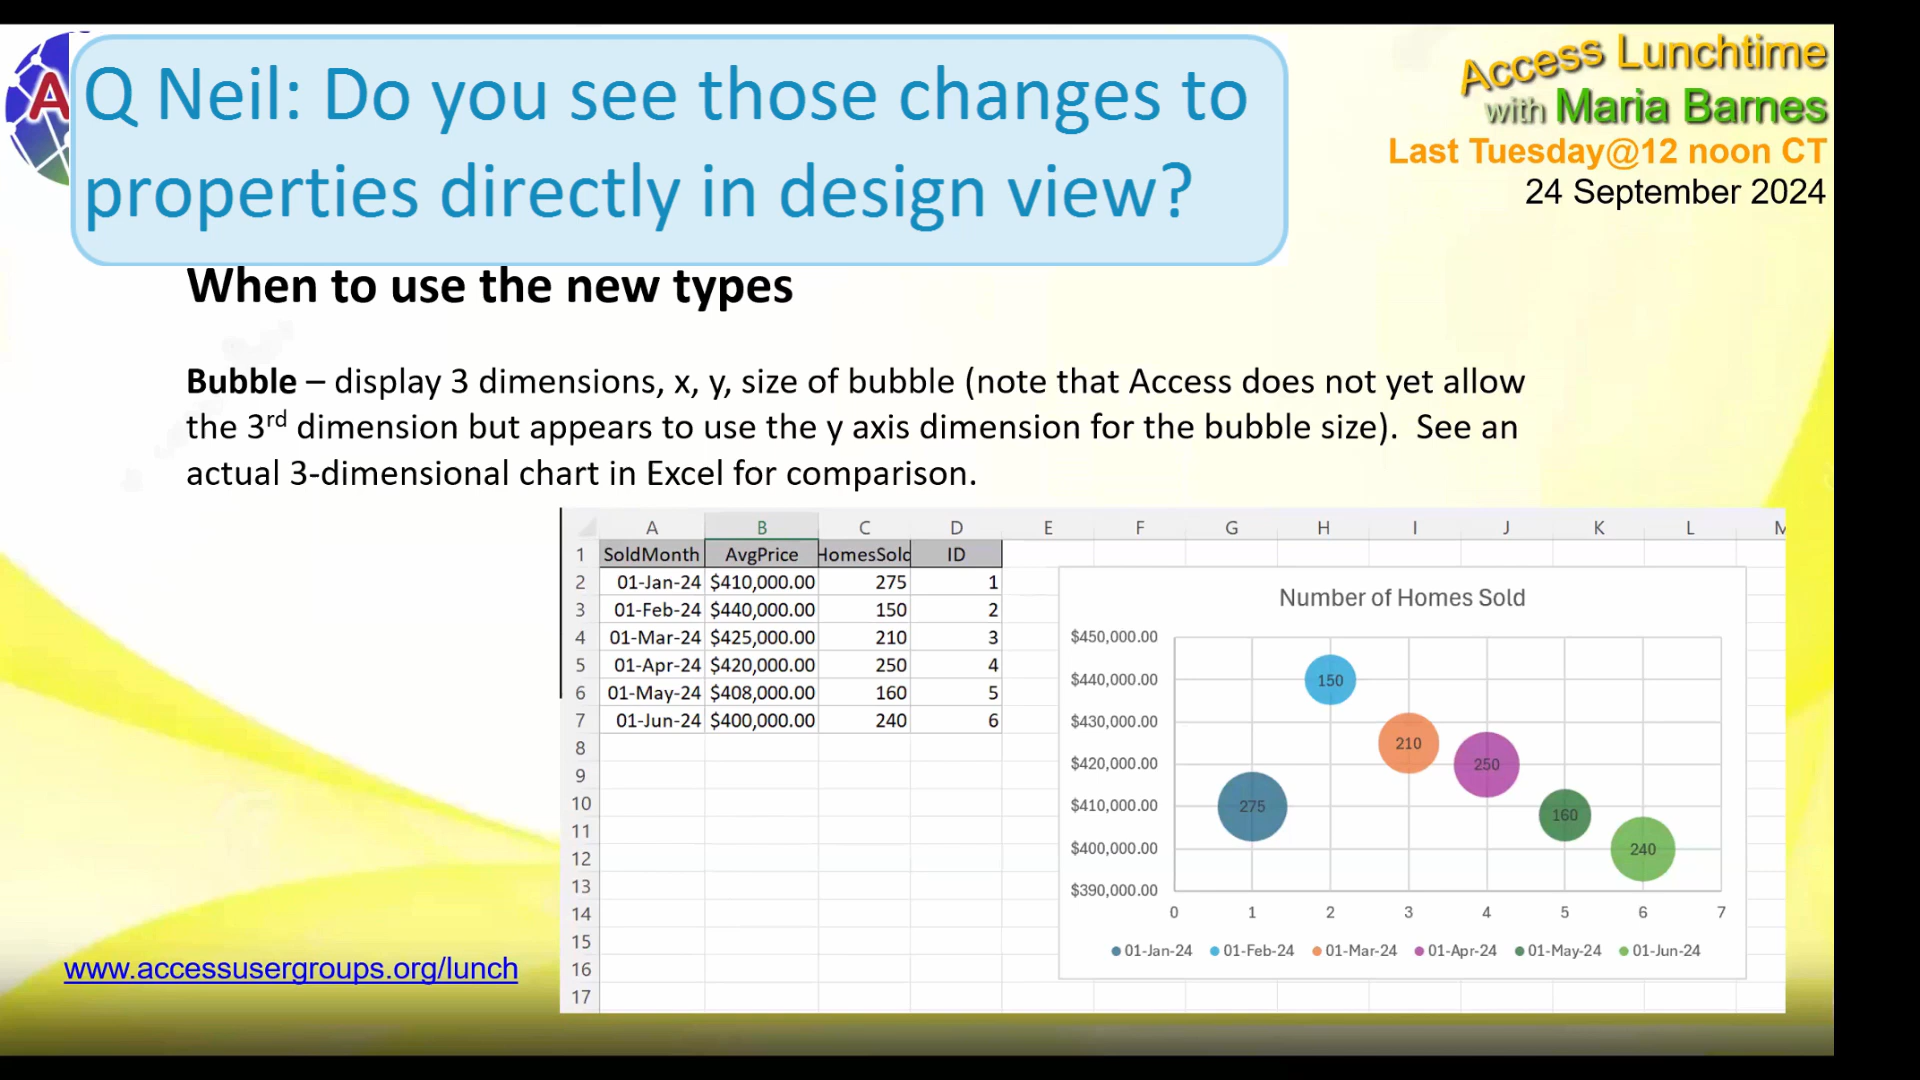 A
Q Neil: Do you see those changes to
properties directly in design view?
Access Lunchtime
with Maria Barnes
Last Tuesday@12 noon CT
24 September 2024
When to use the new types
Bubble – display 3 dimensions, x, y, size of bubble (note that Access does not yet allow
the 3rd dimension but appears to use the y axis dimension for the bubble size). See an
actual 3-dimensional chart in Excel for comparison.
A B C D E F G H I J K L M
1 SoldMonth AvgPrice HomesSold ID
2 01-Jan-24 $410,000.00 275 1
3 01-Feb-24 $440,000.00 150 2
4 01-Mar-24 $425,000.00 210 3
5 01-Apr-24 $420,000.00 250 4
6 01-May-24 $408,000.00 160 5
7 01-Jun-24 $400,000.00 240 6
8
9
10
11
12
13
14
15
16
17
Number of Homes Sold
$450,000.00
$440,000.00
$430,000.00
$420,000.00
$410,000.00
$400,000.00
$390,000.00
150
210
250
275
160
240
0 1 2 3 4 5 6 7
01-Jan-24 01-Feb-24 01-Mar-24 01-Apr-24 01-May-24 01-Jun-24
www.accessusergroups.org/lunch